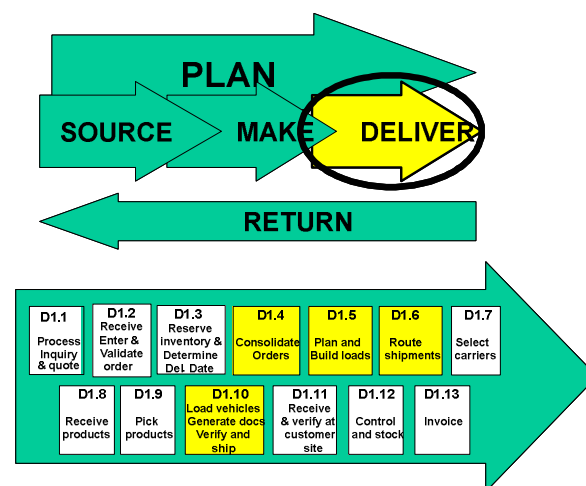 PLAN
SOURCE
MAKE
DELIVER
RETURN
D1.1
Process
Inquiry
& quote
D1.2
Receive
Enter &
Validate
order
D1.3
Reserve
inventory &
Determine
Del. Date
D1.4
Consolidate
Orders
D1.5
Plan and
Build loads
D1.6
Route
shipments
D1.7
Select
carriers
D1.8
Receive
products
D1.9
Pick
products
D1.10
Load vehicles
Generate docs
Verify and
ship
D1.11
Receive
& verify at
customer
site
D1.12
Control
and stock
D1.13
Invoice